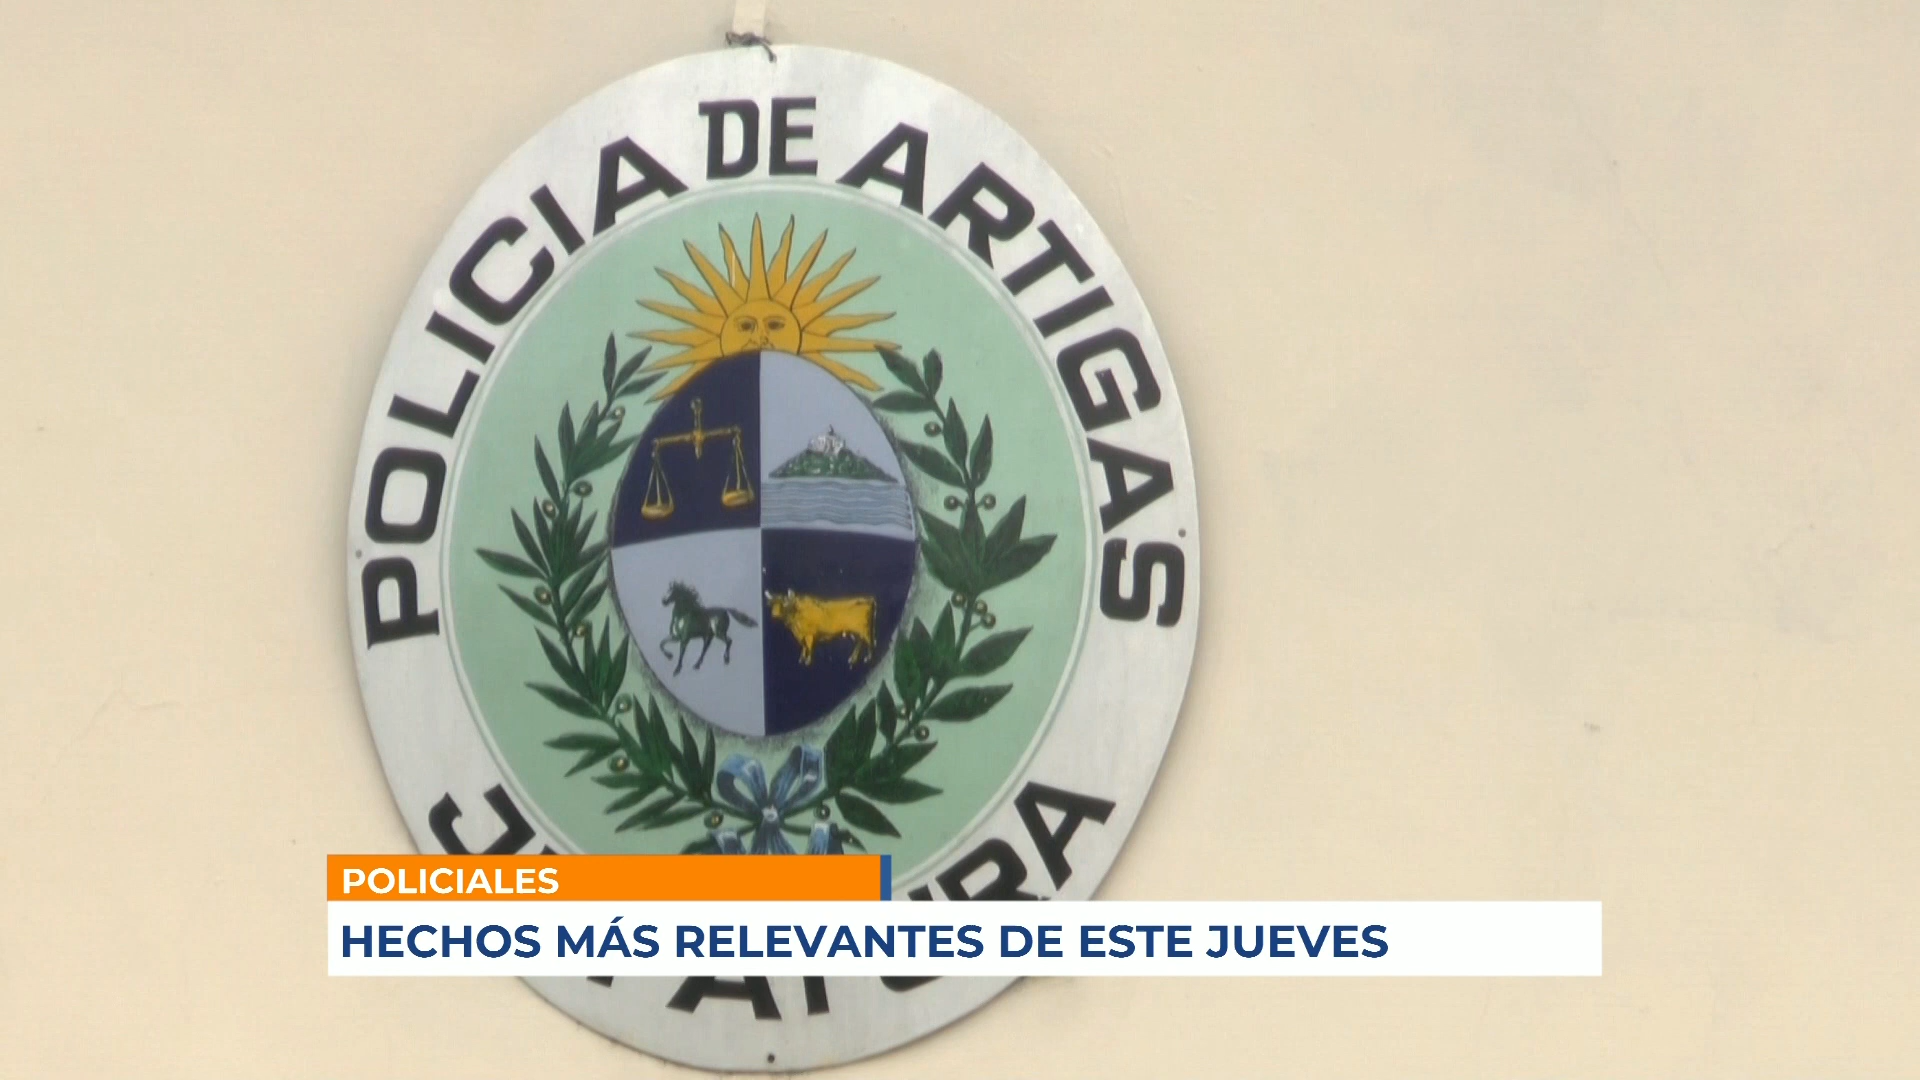 POLICIA DE ARTIGAS
POLICIALES
HECHOS MÁS RELEVANTES DE ESTE JUEVES